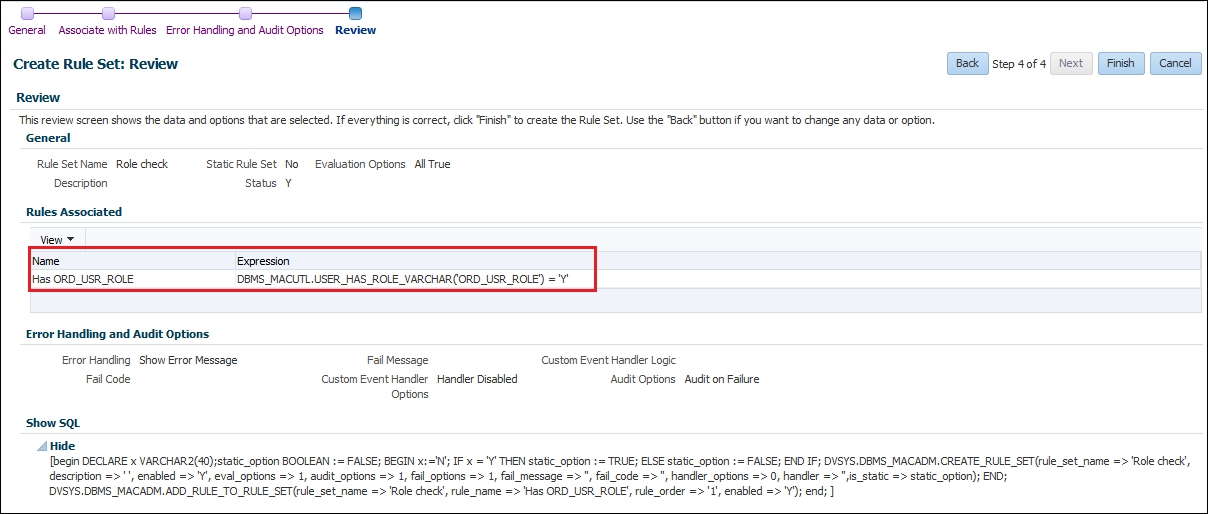 General Associate with Rules Error Handling and Audit Options Review
Create Rule Set: Review Back Step 4 of 4 Next Finish Cancel
Review
This review screen shows the data and options that are selected. If everything is correct, click "Finish" to create the Rule Set. Use the "Back" button if you want to change any data or option.
General
Rule Set Name Role check Static Rule Set No Evaluation Options All True
Description Status Y
Rules Associated
View
Name Expression
Has ORD_USR_ROLE DBMS_MACUTL.USER_HAS_ROLE_VARCHAR('ORD_USR_ROLE') = 'Y'
Error Handling and Audit Options
Error Handling Show Error Message Fail Message Custom Event Handler Logic
Fail Code Custom Event Handler Handler Disabled Audit Options Audit on Failure
Options
Show SQL
Hide
[begin DECLARE x VARCHAR2(40);static_option BOOLEAN := FALSE; BEGIN x:='N'; IF x = 'Y' THEN static_option := TRUE; ELSE static_option := FALSE; END IF; DVSYS.DBMS_MACADM.CREATE_RULE_SET(rule_set_name => 'Role check',
description => ' ', enabled => 'Y', eval_options => 1, audit_options => 1, fail_options => 1, fail_message => '', fail_code => '', handler_options => 0, handler => '',is_static => static_option); END;
DVSYS.DBMS_MACADM.ADD_RULE_TO_RULE_SET(rule_set_name => 'Role check', rule_name => 'Has ORD_USR_ROLE', rule_order => '1', enabled => 'Y'); end; ]